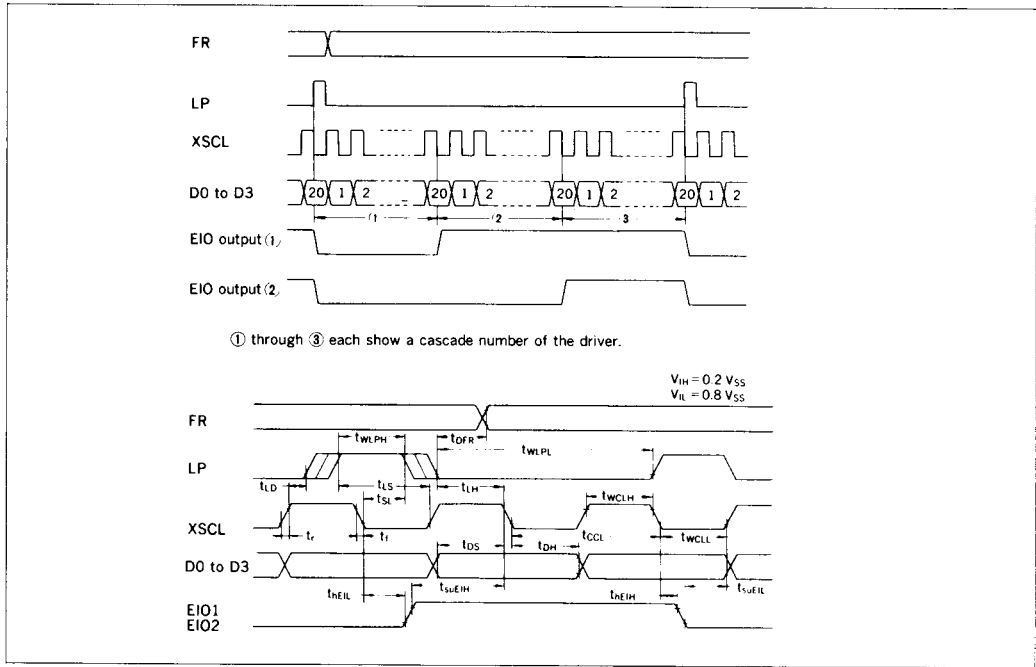 FR
LP
XSCL
D0 to D3 20 1 2 20 1 2 20 1 2 20 1 2
1 2 3
EIO output (1)
EIO output (2)
① through ③ each show a cascade number of the driver.
VIH = 0.2 VSS
VIL = 0.8 VSS
FR
tWLPH tDFR
tWLPL
LP
tLD tLS tLH
tSL tWCLH
XSCL
tr tf tCCL tWCLL
tDS tDH
D0 to D3
thEIL tsuEIH thEIH tsuEIL
EIO1
EIO2